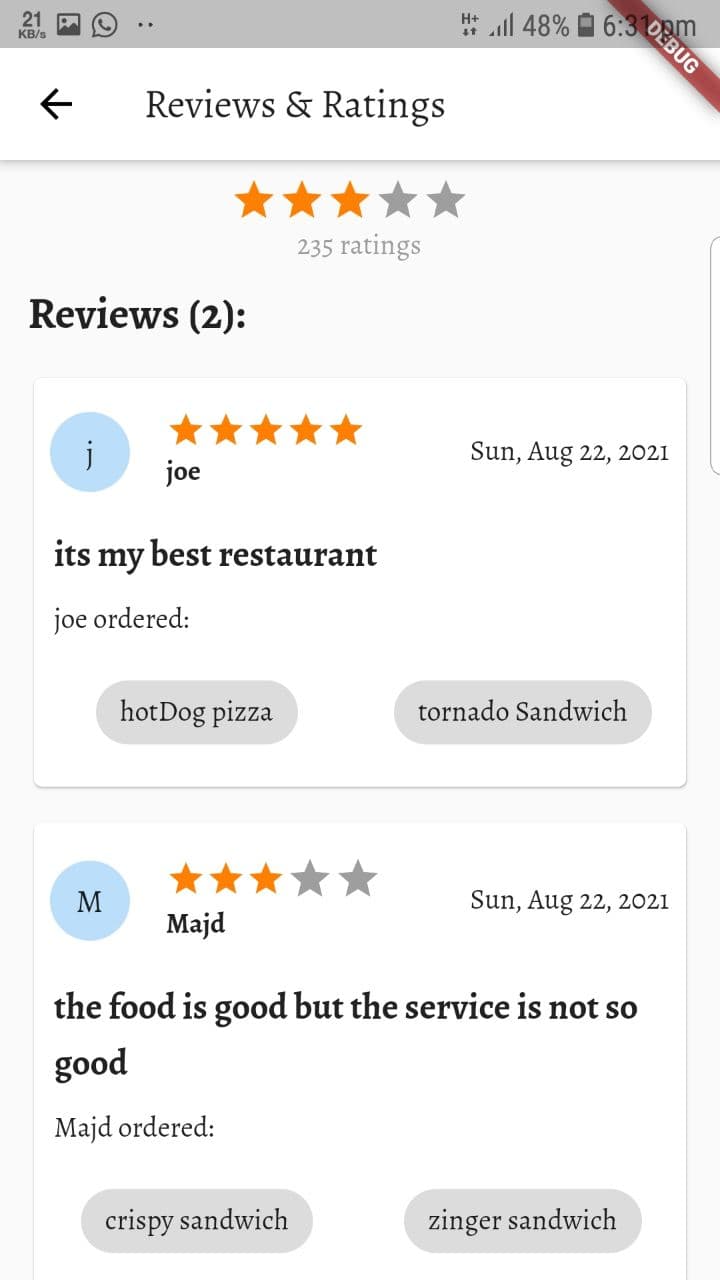 21
KB/s
H+
48%
6:31 pm
DEBUG
Reviews & Ratings
235 ratings
Reviews (2):
j
joe
Sun, Aug 22, 2021
its my best restaurant
joe ordered:
hotDog pizza
tornado Sandwich
M
Majd
Sun, Aug 22, 2021
the food is good but the service is not so
good
Majd ordered:
crispy sandwich
zinger sandwich